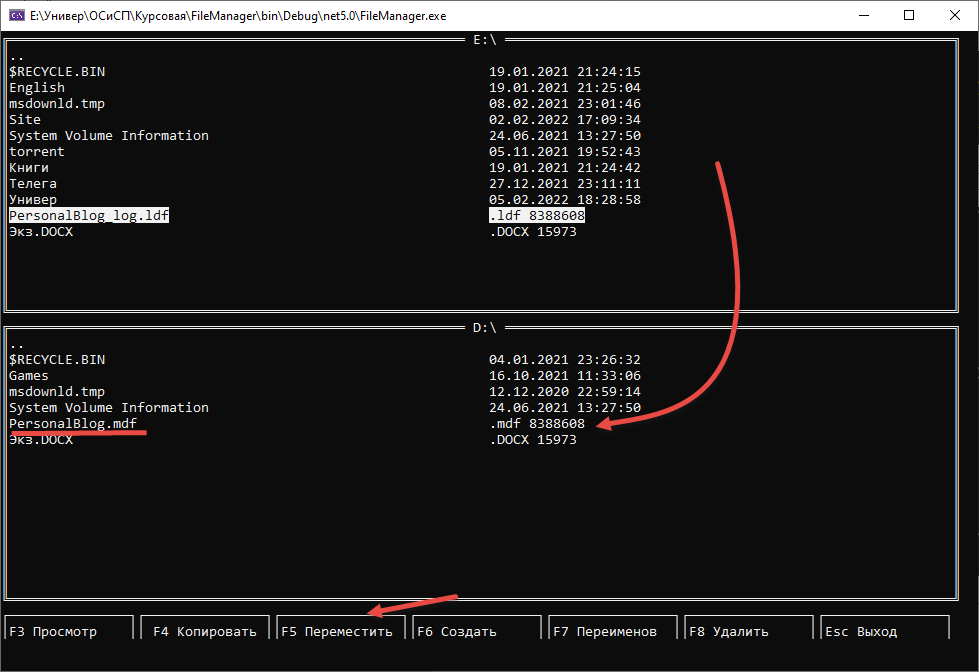 E:\Универ\ОСиСП\Курсовая\FileManager\bin\Debug\net5.0\FileManager.exe
E:\
..
$RECYCLE.BIN 19.01.2021 21:24:15
English 19.01.2021 21:25:04
msdownld.tmp 08.02.2021 23:01:46
Site 02.02.2022 17:09:34
System Volume Information 24.06.2021 13:27:50
torrent 05.11.2021 19:52:43
Книги 19.01.2021 21:24:42
Телега 27.12.2021 23:11:11
Универ 05.02.2022 18:28:58
PersonalBlog_log.ldf .ldf 8388608
Экз.DOCX .DOCX 15973
D:\
..
$RECYCLE.BIN 04.01.2021 23:26:32
Games 16.10.2021 11:33:06
msdownld.tmp 12.12.2020 22:59:14
System Volume Information 24.06.2021 13:27:50
PersonalBlog.mdf .mdf 8388608
Экз.DOCX .DOCX 15973
F3 Просмотр F4 Копировать F5 Переместить F6 Создать F7 Переименов F8 Удалить Esc Выход